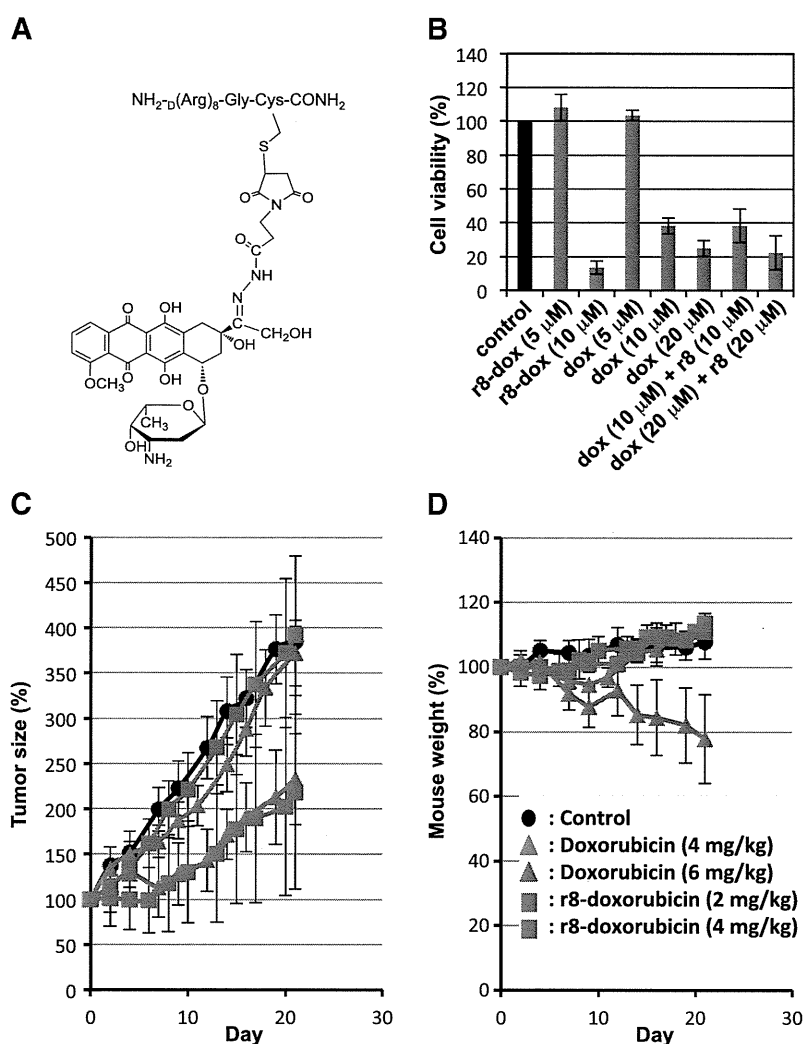 A
NH2-D(Arg)8-Gly-Cys-CONH2
S
O
O
N
O
C
NH
N
O
OH
C
CH2OH
OH
OCH3
O
OH
O
O
CH3
OH
NH2
B
Cell viability (%)
140
120
100
80
60
40
20
0
control
r8-dox (5 μM)
r8-dox (10 μM)
dox (5 μM)
dox (10 μM)
dox (20 μM)
dox (10 μM) + r8 (10 μM)
dox (20 μM) + r8 (20 μM)
C
Tumor size (%)
500
450
400
350
300
250
200
150
100
50
0
0
10
20
30
Day
D
Mouse weight (%)
140
120
100
80
60
40
20
0
: Control
: Doxorubicin (4 mg/kg)
: Doxorubicin (6 mg/kg)
: r8-doxorubicin (2 mg/kg)
: r8-doxorubicin (4 mg/kg)
0
10
20
30
Day